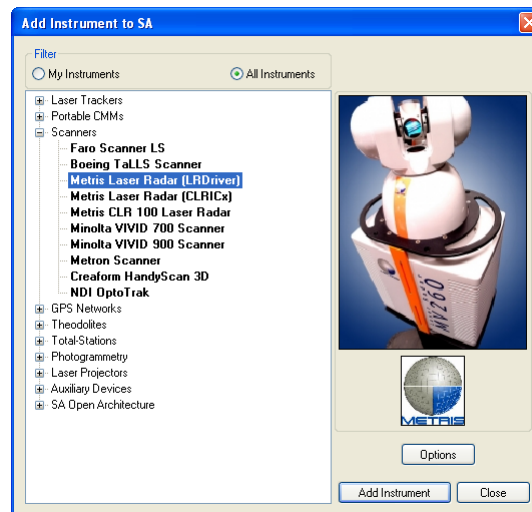 Add Instrument to SA
Filter
My Instruments
All Instruments
Laser Trackers
Portable CMMs
Scanners
Faro Scanner LS
Boeing TaLLS Scanner
Metris Laser Radar (LRDriver)
Metris Laser Radar (CLRICx)
Metris CLR 100 Laser Radar
Minolta VIVID 700 Scanner
Minolta VIVID 900 Scanner
Metron Scanner
Creaform HandyScan 3D
NDI OptoTrak
GPS Networks
Theodolites
Total-Stations
Photogrammetry
Laser Projectors
Auxiliary Devices
SA Open Architecture
MV260
METRIS
Options
Add Instrument
Close